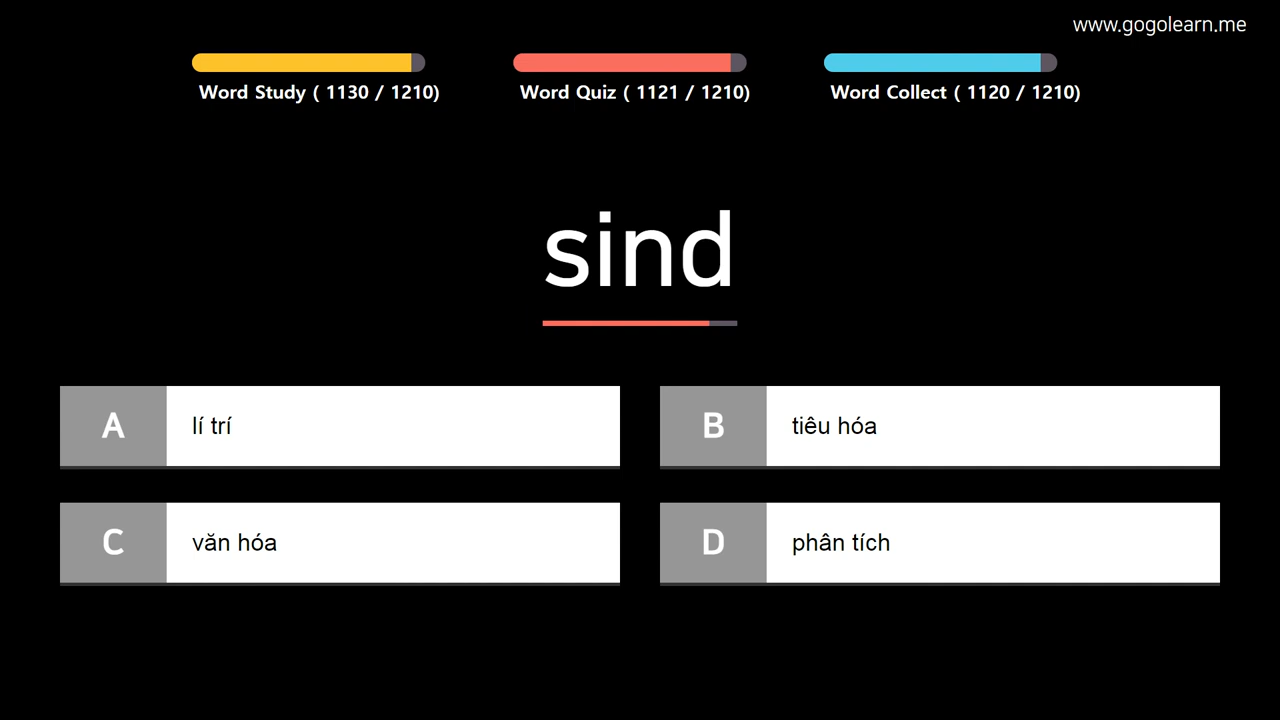 www.gogolearn.me
Word Study ( 1130 / 1210)
Word Quiz ( 1121 / 1210)
Word Collect ( 1120 / 1210)
sind
A lí trí
B tiêu hóa
C văn hóa
D phân tích